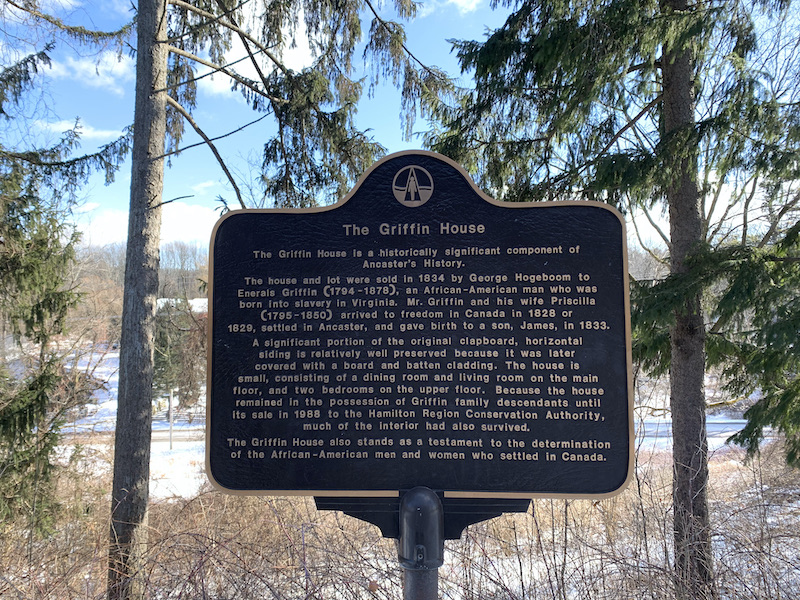 The Griffin House
The Griffin House is a historically significant component of
Ancaster's History.
The house and lot were sold in 1834 by George Hogeboom to
Enerals Griffin (1794-1878), an African-American man who was
born into slavery in Virginia. Mr. Griffin and his wife Priscilla
(1795-1850) arrived to freedom in Canada in 1828 or
1829, settled in Ancaster, and gave birth to a son, James, in 1833.
A significant portion of the original clapboard, horizontal
siding is relatively well preserved because it was later
covered with a board and batten cladding. The house is
small, consisting of a dining room and living room on the main
floor, and two bedrooms on the upper floor. Because the house
remained in the possession of Griffin family descendants until
its sale in 1988 to the Hamilton Region Conservation Authority,
much of the interior had also survived.
The Griffin House also stands as a testament to the determination
of the African-American men and women who settled in Canada.